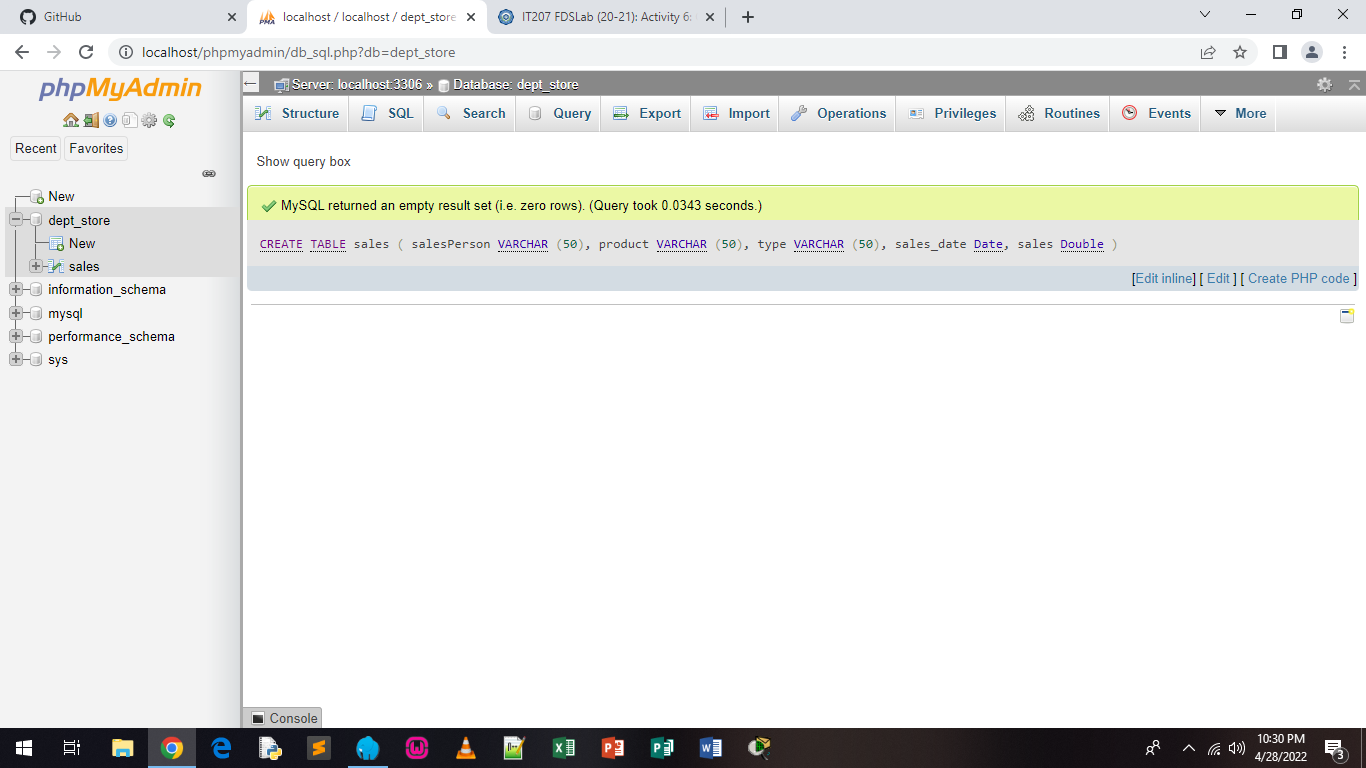 GitHub
localhost / localhost / dept_store
IT207 FDSLab (20-21): Activity 6:
localhost/phpmyadmin/db_sql.php?db=dept_store
phpMyAdmin
Recent
Favorites
New
dept_store
New
sales
information_schema
mysql
performance_schema
sys
Server: localhost:3306 » Database: dept_store
Structure SQL Search Query Export Import Operations Privileges Routines Events More
Show query box
MySQL returned an empty result set (i.e. zero rows). (Query took 0.0343 seconds.)
CREATE TABLE sales ( salesPerson VARCHAR (50), product VARCHAR (50), type VARCHAR (50), sales_date Date, sales Double )
[Edit inline] [ Edit ] [ Create PHP code ]
Console
10:30 PM
4/28/2022
3